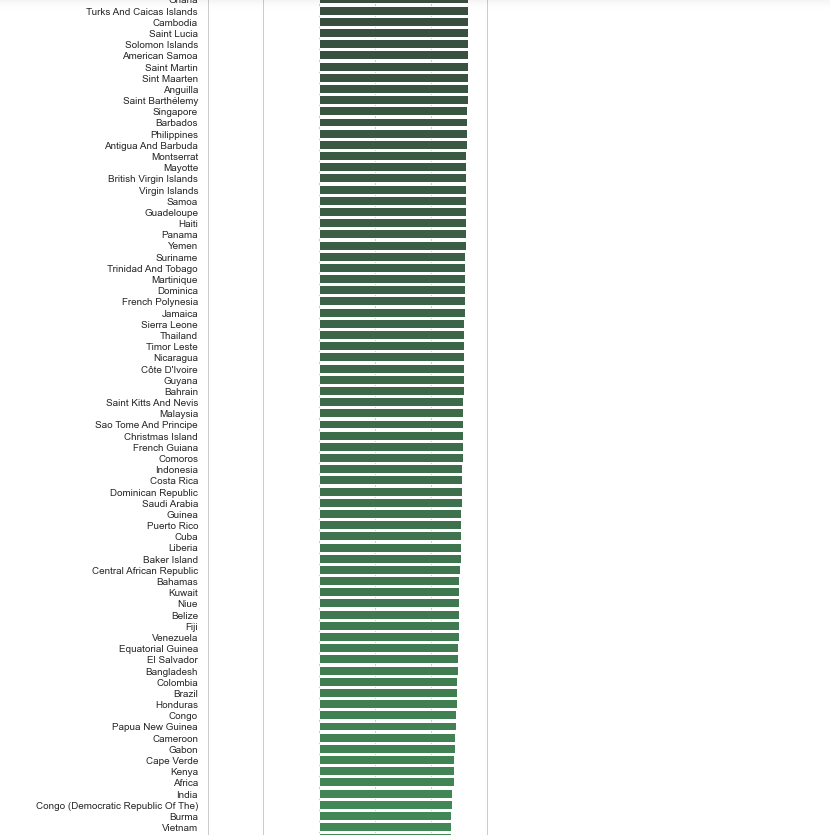 Ghana
Turks And Caicas Islands
Cambodia
Saint Lucia
Solomon Islands
American Samoa
Saint Martin
Sint Maarten
Anguilla
Saint Barthélemy
Singapore
Barbados
Philippines
Antigua And Barbuda
Montserrat
Mayotte
British Virgin Islands
Virgin Islands
Samoa
Guadeloupe
Haiti
Panama
Yemen
Suriname
Trinidad And Tobago
Martinique
Dominica
French Polynesia
Jamaica
Sierra Leone
Thailand
Timor Leste
Nicaragua
Côte D'Ivoire
Guyana
Bahrain
Saint Kitts And Nevis
Malaysia
Sao Tome And Principe
Christmas Island
French Guiana
Comoros
Indonesia
Costa Rica
Dominican Republic
Saudi Arabia
Guinea
Puerto Rico
Cuba
Liberia
Baker Island
Central African Republic
Bahamas
Kuwait
Niue
Belize
Fiji
Venezuela
Equatorial Guinea
El Salvador
Bangladesh
Colombia
Brazil
Honduras
Congo
Papua New Guinea
Cameroon
Gabon
Cape Verde
Kenya
Africa
India
Congo (Democratic Republic Of The)
Burma
Vietnam